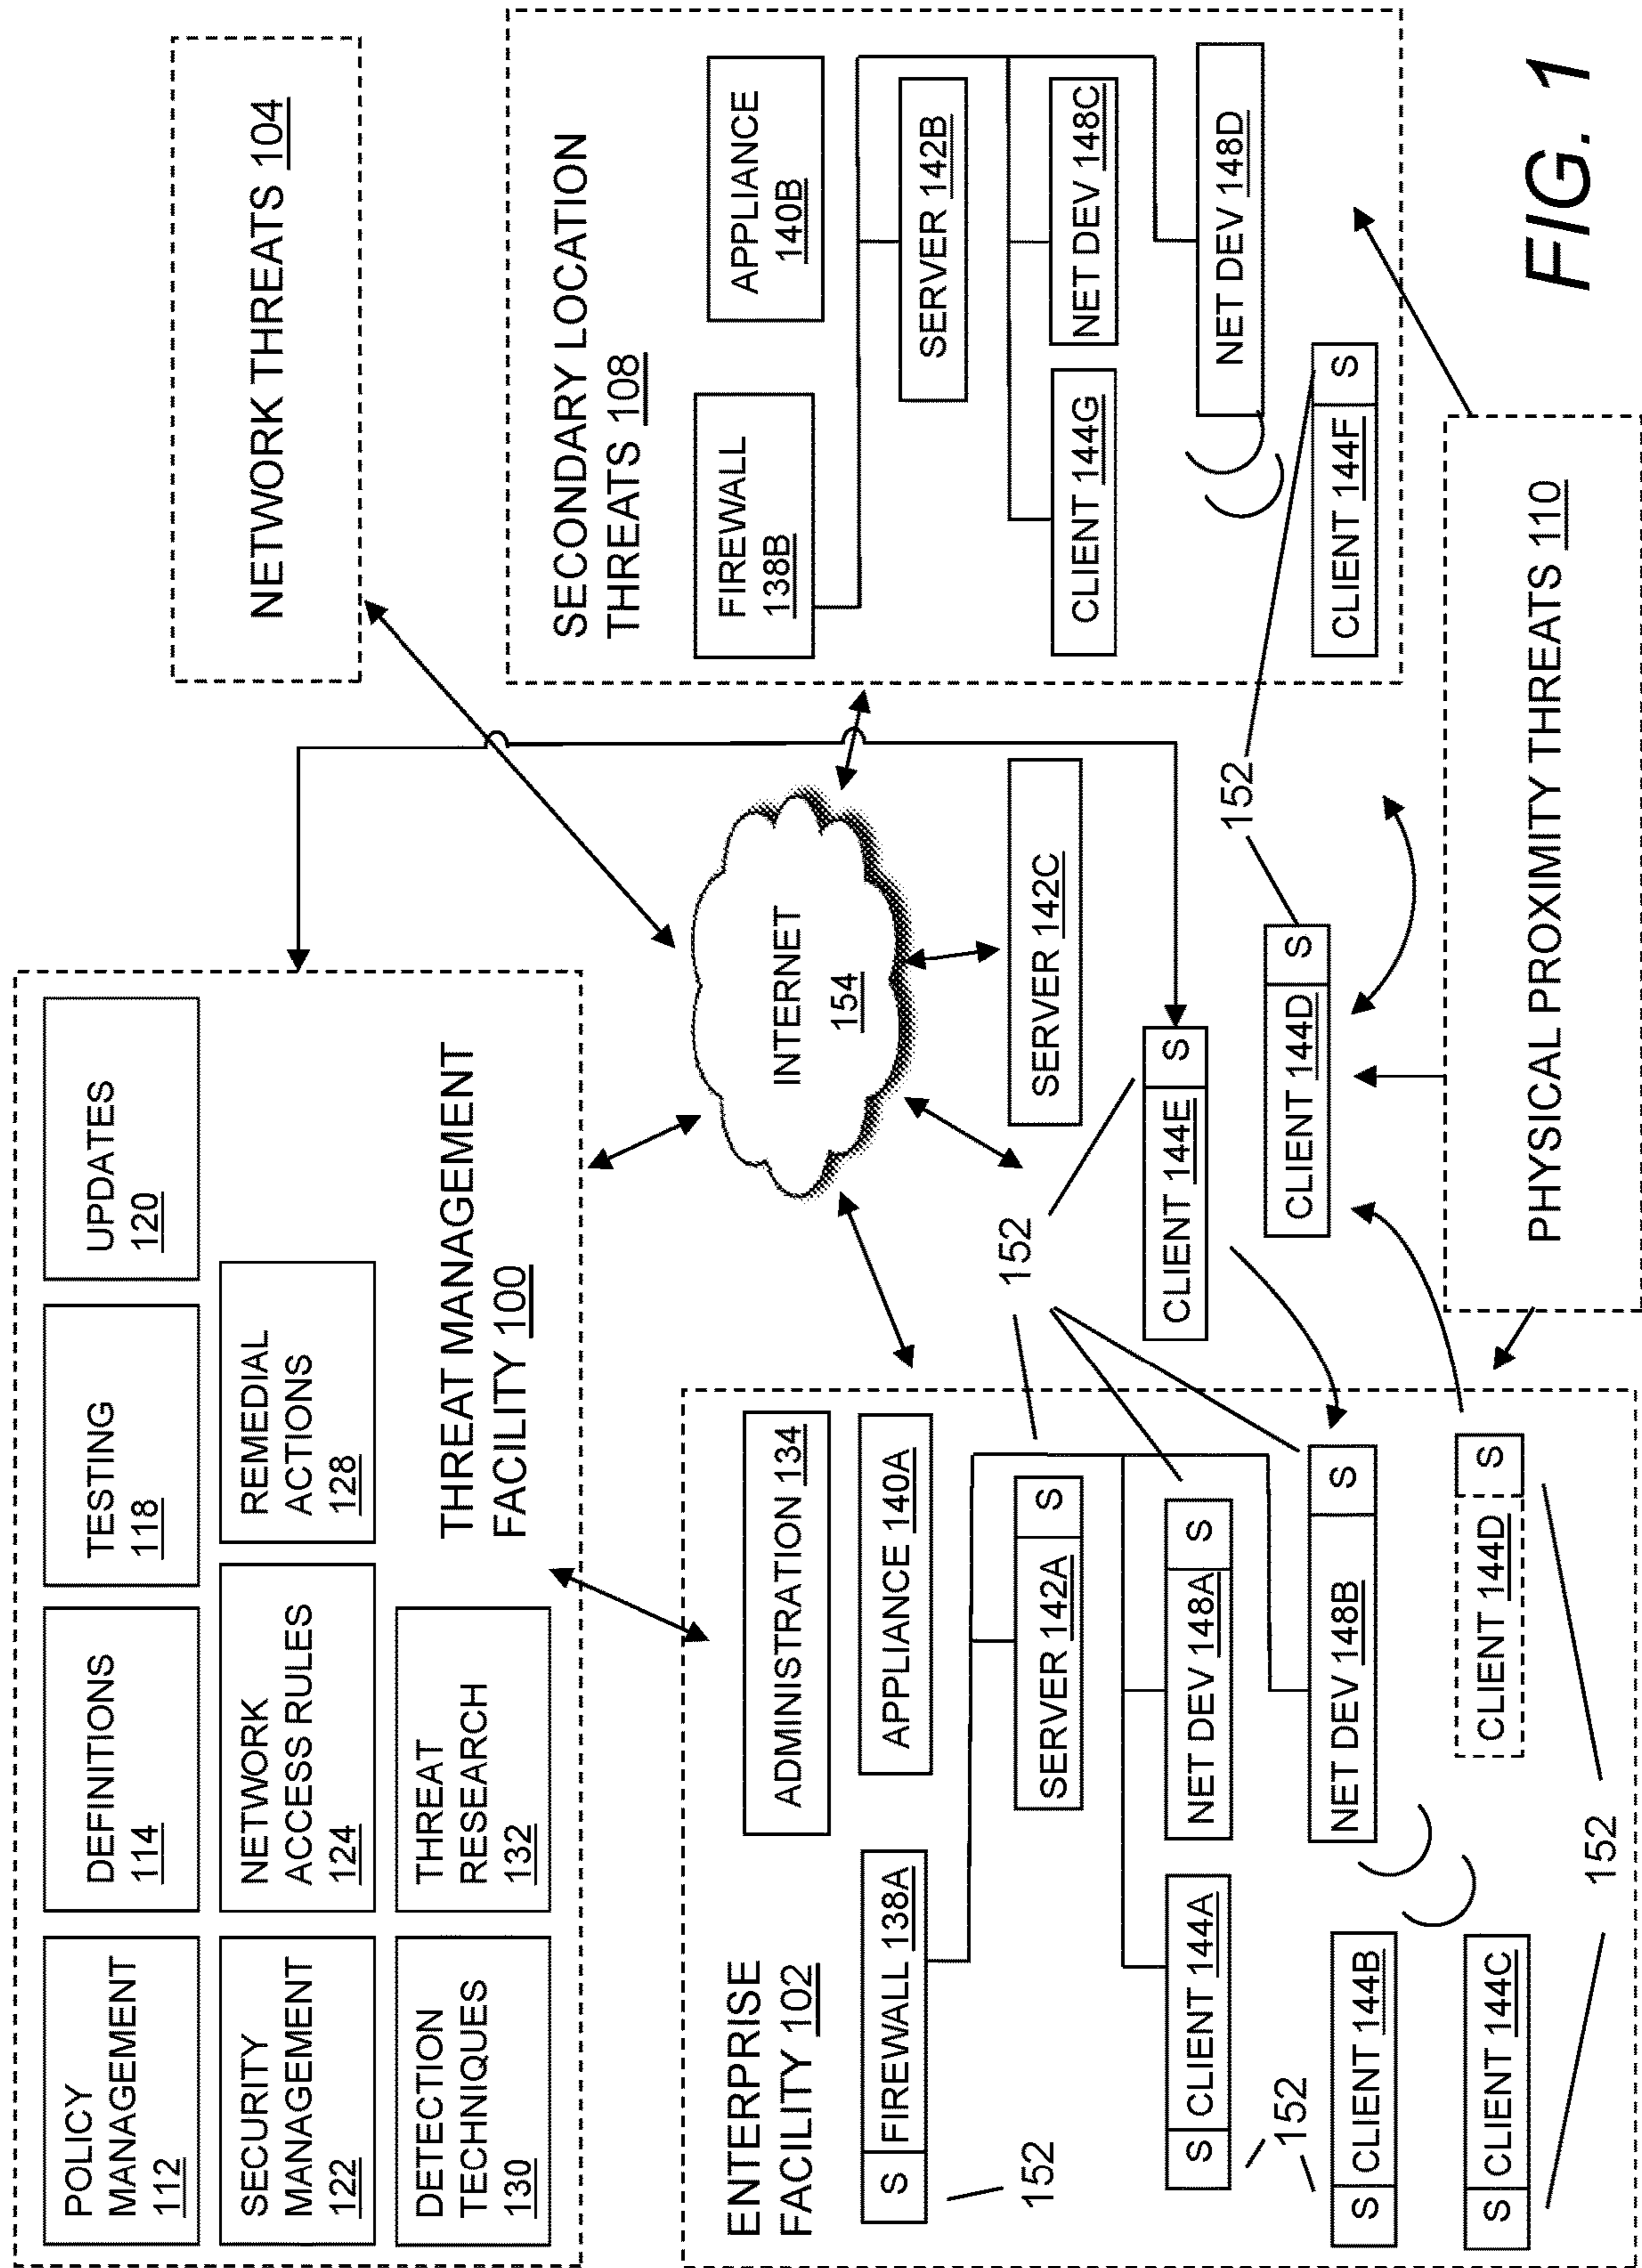 POLICY
MANAGEMENT
112
DEFINITIONS
114
TESTING
118
UPDATES
120
SECURITY
MANAGEMENT
122
NETWORK
ACCESS RULES
124
REMEDIAL
ACTIONS
128
DETECTION
TECHNIQUES
130
THREAT
RESEARCH
132
THREAT MANAGEMENT
FACILITY 100
NETWORK THREATS 104
INTERNET
154
SERVER 142C
ENTERPRISE
FACILITY 102
ADMINISTRATION 134
S FIREWALL 138A
APPLIANCE 140A
152
SERVER 142A S
152
S CLIENT 144A
NET DEV 148A S
152
NET DEV 148B S
S CLIENT 144B
S CLIENT 144C
CLIENT 144D S
152
CLIENT 144E S
CLIENT 144D S
152
SECONDARY LOCATION
THREATS 108
FIREWALL
138B
APPLIANCE
140B
SERVER 142B
CLIENT 144G
NET DEV 148C
NET DEV 148D
CLIENT 144F S
PHYSICAL PROXIMITY THREATS 110
FIG. 1